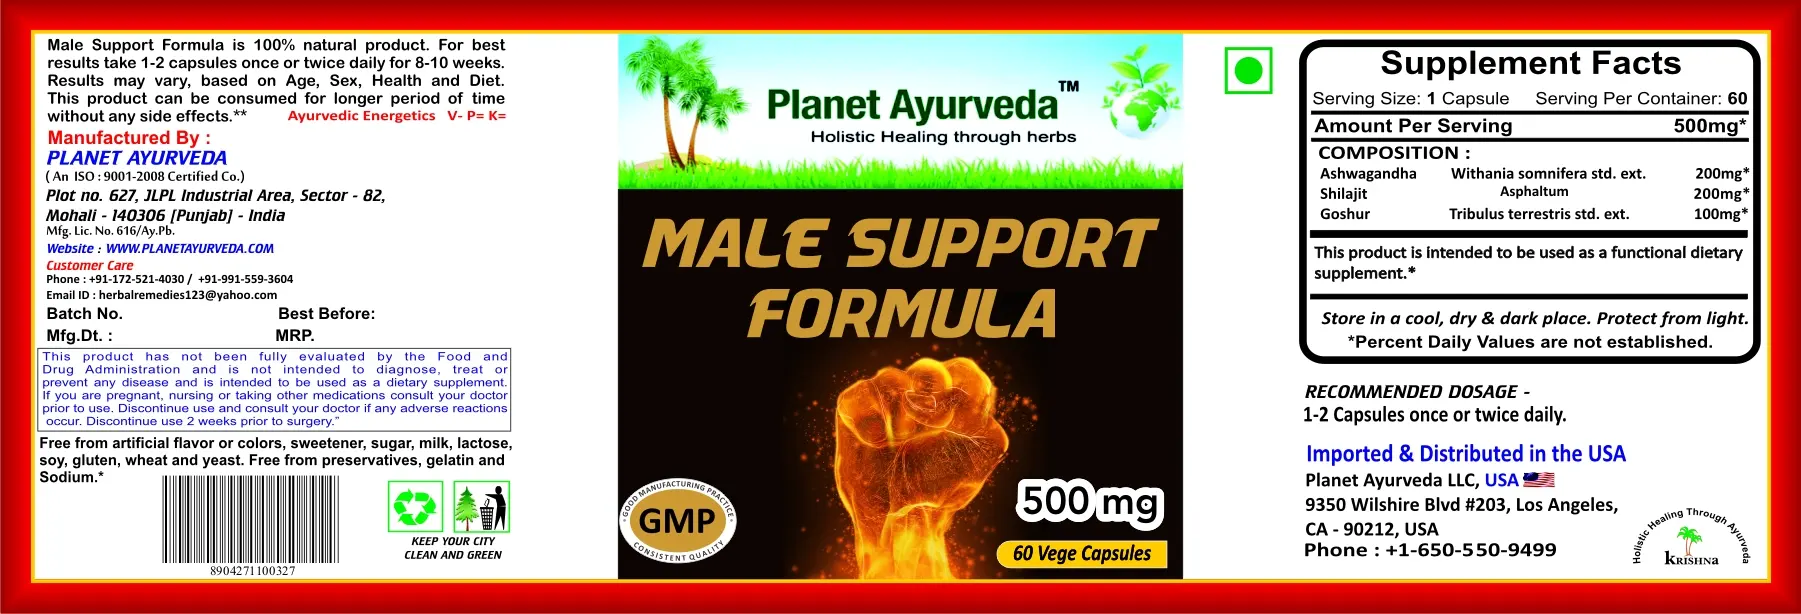 Male Support Formula is 100% natural product. For best
results take 1-2 capsules once or twice daily for 8-10 weeks.
Results may vary, based on Age, Sex, Health and Diet.
This product can be consumed for longer period of time
without any side effects.** Ayurvedic Energetics V- P= K=
Manufactured By :
PLANET AYURVEDA
( An ISO : 9001-2008 Certified Co.)
Plot no. 627, JLPL Industrial Area, Sector - 82,
Mohali - 140306 [Punjab] - India
Mfg. Lic. No. 616/Ay.Pb.
Website : WWW.PLANETAYURVEDA.COM
Customer Care
Phone : +91-172-521-4030 / +91-991-559-3604
Email ID : herbalremedies123@yahoo.com
Batch No. Best Before:
Mfg.Dt. : MRP.
This product has not been fully evaluated by the Food and
Drug Administration and is not intended to diagnose, treat or
prevent any disease and is intended to be used as a dietary supplement.
If you are pregnant, nursing or taking other medications consult your doctor
prior to use. Discontinue use and consult your doctor if any adverse reactions
occur. Discontinue use 2 weeks prior to surgery.”
Free from artificial flavor or colors, sweetener, sugar, milk, lactose,
soy, gluten, wheat and yeast. Free from preservatives, gelatin and
Sodium.*
8904271100327
KEEP YOUR CITY
CLEAN AND GREEN
Planet Ayurveda™
Holistic Healing through herbs
MALE SUPPORT
FORMULA
GOOD MANUFACTURING PRACTICE
GMP
CONSISTENT QUALITY
500 mg
60 Vege Capsules
Supplement Facts
Serving Size: 1 Capsule Serving Per Container: 60
Amount Per Serving 500mg*
COMPOSITION :
Ashwagandha Withania somnifera std. ext. 200mg*
Shilajit Asphaltum 200mg*
Goshur Tribulus terrestris std. ext. 100mg*
This product is intended to be used as a functional dietary
supplement.*
Store in a cool, dry & dark place. Protect from light.
*Percent Daily Values are not established.
RECOMMENDED DOSAGE -
1-2 Capsules once or twice daily.
Imported & Distributed in the USA
Planet Ayurveda LLC, USA
9350 Wilshire Blvd #203, Los Angeles,
CA - 90212, USA
Phone : +1-650-550-9499
Holistic Healing Through Ayurveda
KRISHNa